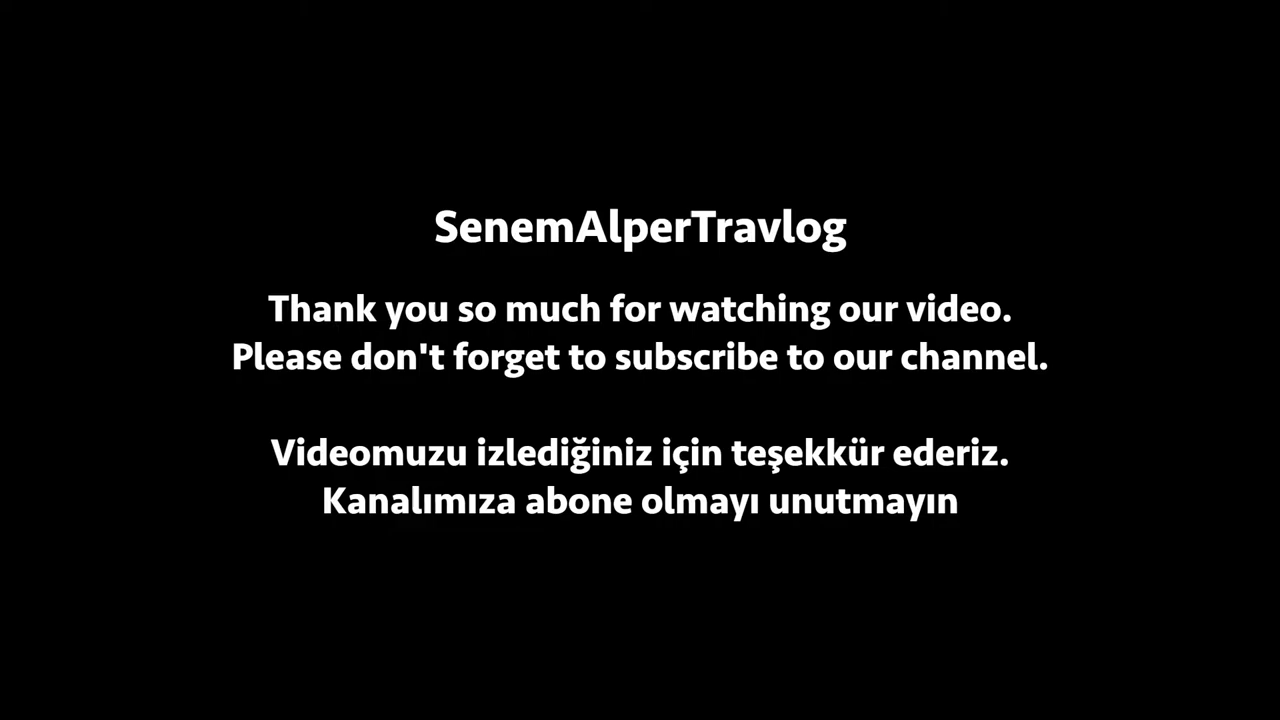 SenemAlperTravlog
Thank you so much for watching our video.
Please don't forget to subscribe to our channel.
Videomuzu izlediğiniz için teşekkür ederiz.
Kanalımıza abone olmayı unutmayın